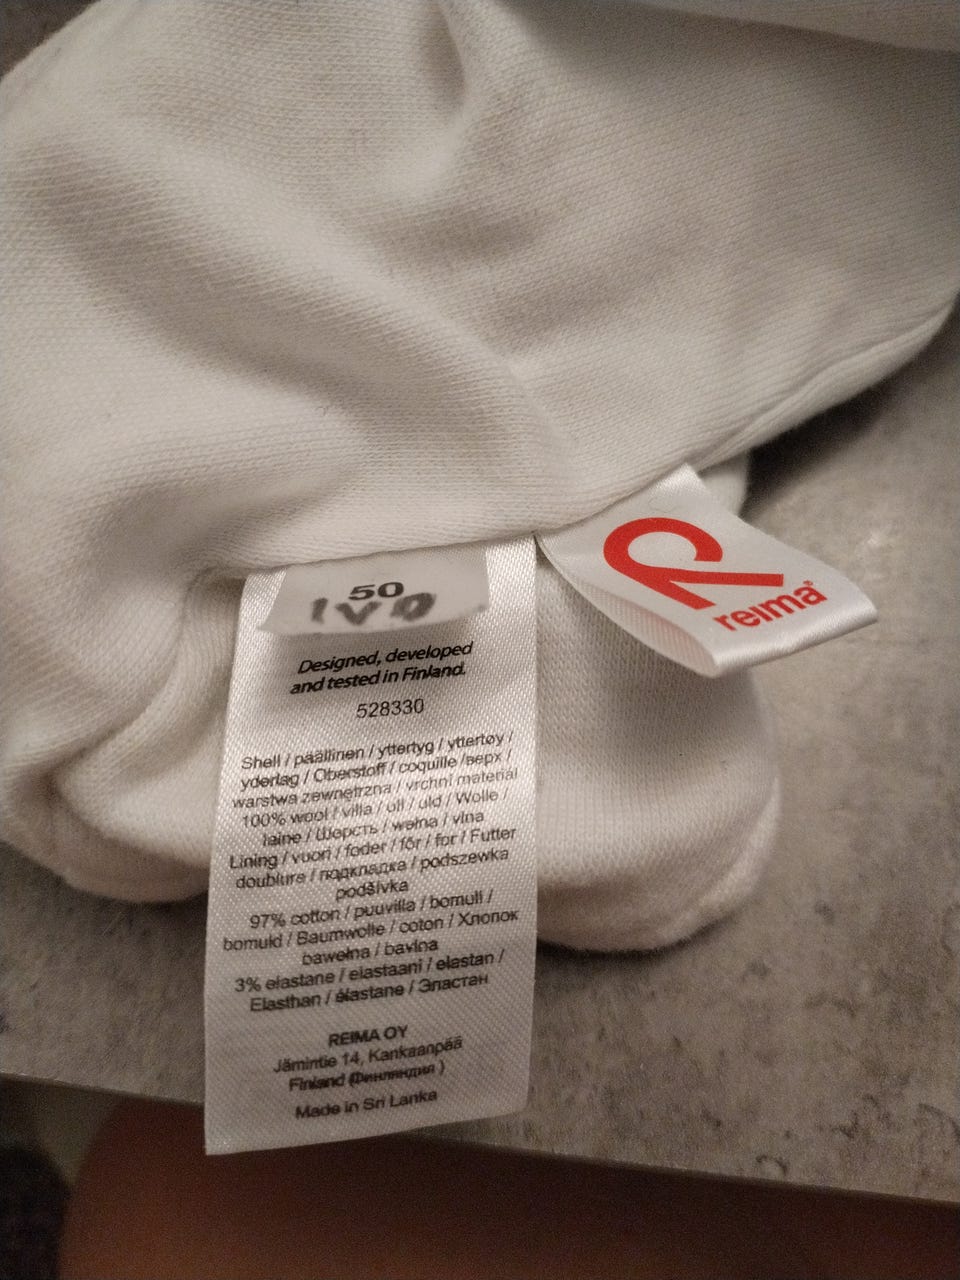 50
IVO
Designed, developed
and tested in Finland.
528330
Shell / päällinen / yttertyg / yttertøy /
yderlag / Oberstoff / coquille /верх /
warstwa zewnętrzna / vrchní materiál
100% wool / villa / ull / uld / Wolle /
laine / Шерсть / wełna / vlna
Lining / vuori / foder / fôr / for / Futter
doublure / подкладка / podszewka
podšívka
97% cotton / puuvilla / bomull /
bomuld / Baumwolle / coton / Хлопок
bawełna / bavlna
3% elastane / elastaani / elastan /
Elasthan / élastane / Эластан
REIMA OY
Jämintie 14, Kankaanpää
Finland (Финляндия )
Made in Sri Lanka
reima®